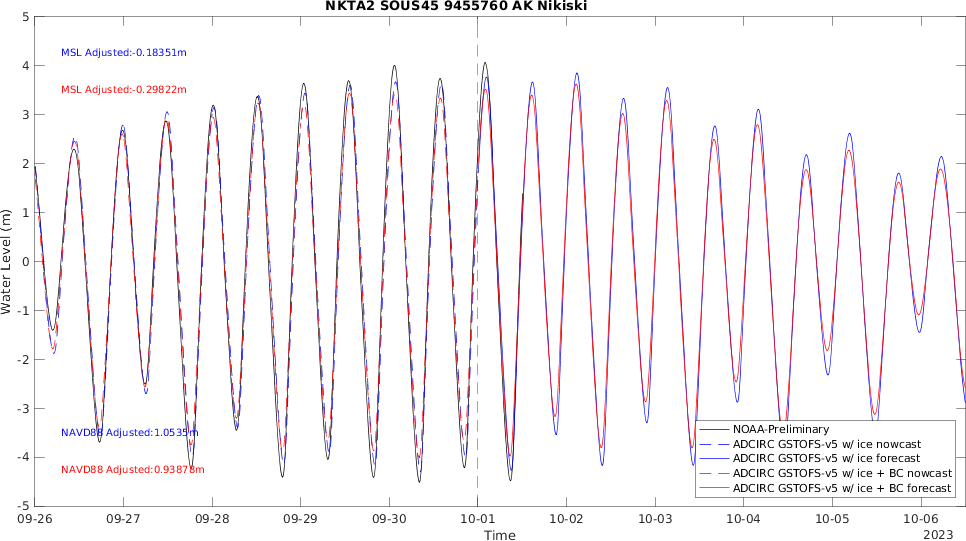 NKTA2 SOUS45 9455760 AK Nikiski
5
4
3
2
1
0
-1
-2
-3
-4
-5
Water Level (m)
MSL Adjusted:-0.18351m
MSL Adjusted:-0.29822m
NAVD88 Adjusted:1.0535m
NAVD88 Adjusted:0.93878m
NOAA-Preliminary
ADCIRC GSTOFS-v5 w/ ice nowcast
ADCIRC GSTOFS-v5 w/ ice forecast
ADCIRC GSTOFS-v5 w/ ice + BC nowcast
ADCIRC GSTOFS-v5 w/ ice + BC forecast
09-26 09-27 09-28 09-29 09-30 10-01 10-02 10-03 10-04 10-05 10-06
Time
2023